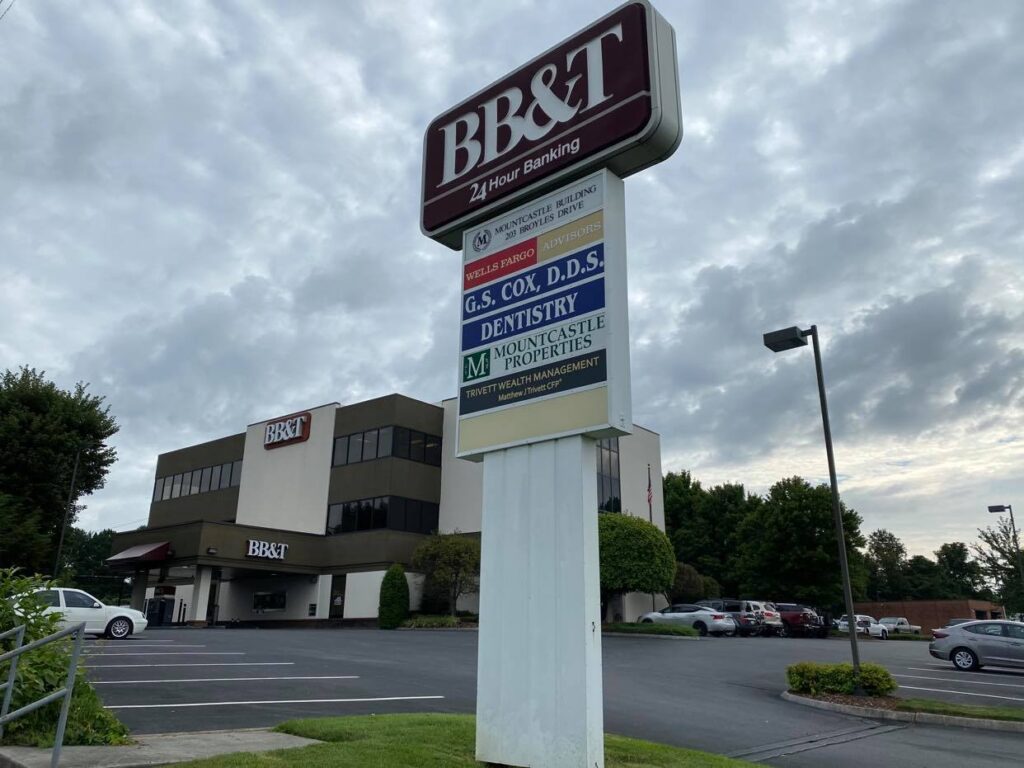 BB&T
24 Hour Banking
M
MOUNTCASTLE BUILDING
203 BROYLES DRIVE
WELLS FARGO ADVISORS
G.S. COX, D.D.S.
DENTISTRY
M
MOUNTCASTLE
PROPERTIES
TRIVETT WEALTH MANAGEMENT
Matthew J Trivett CFP®
BB&T
BB&T